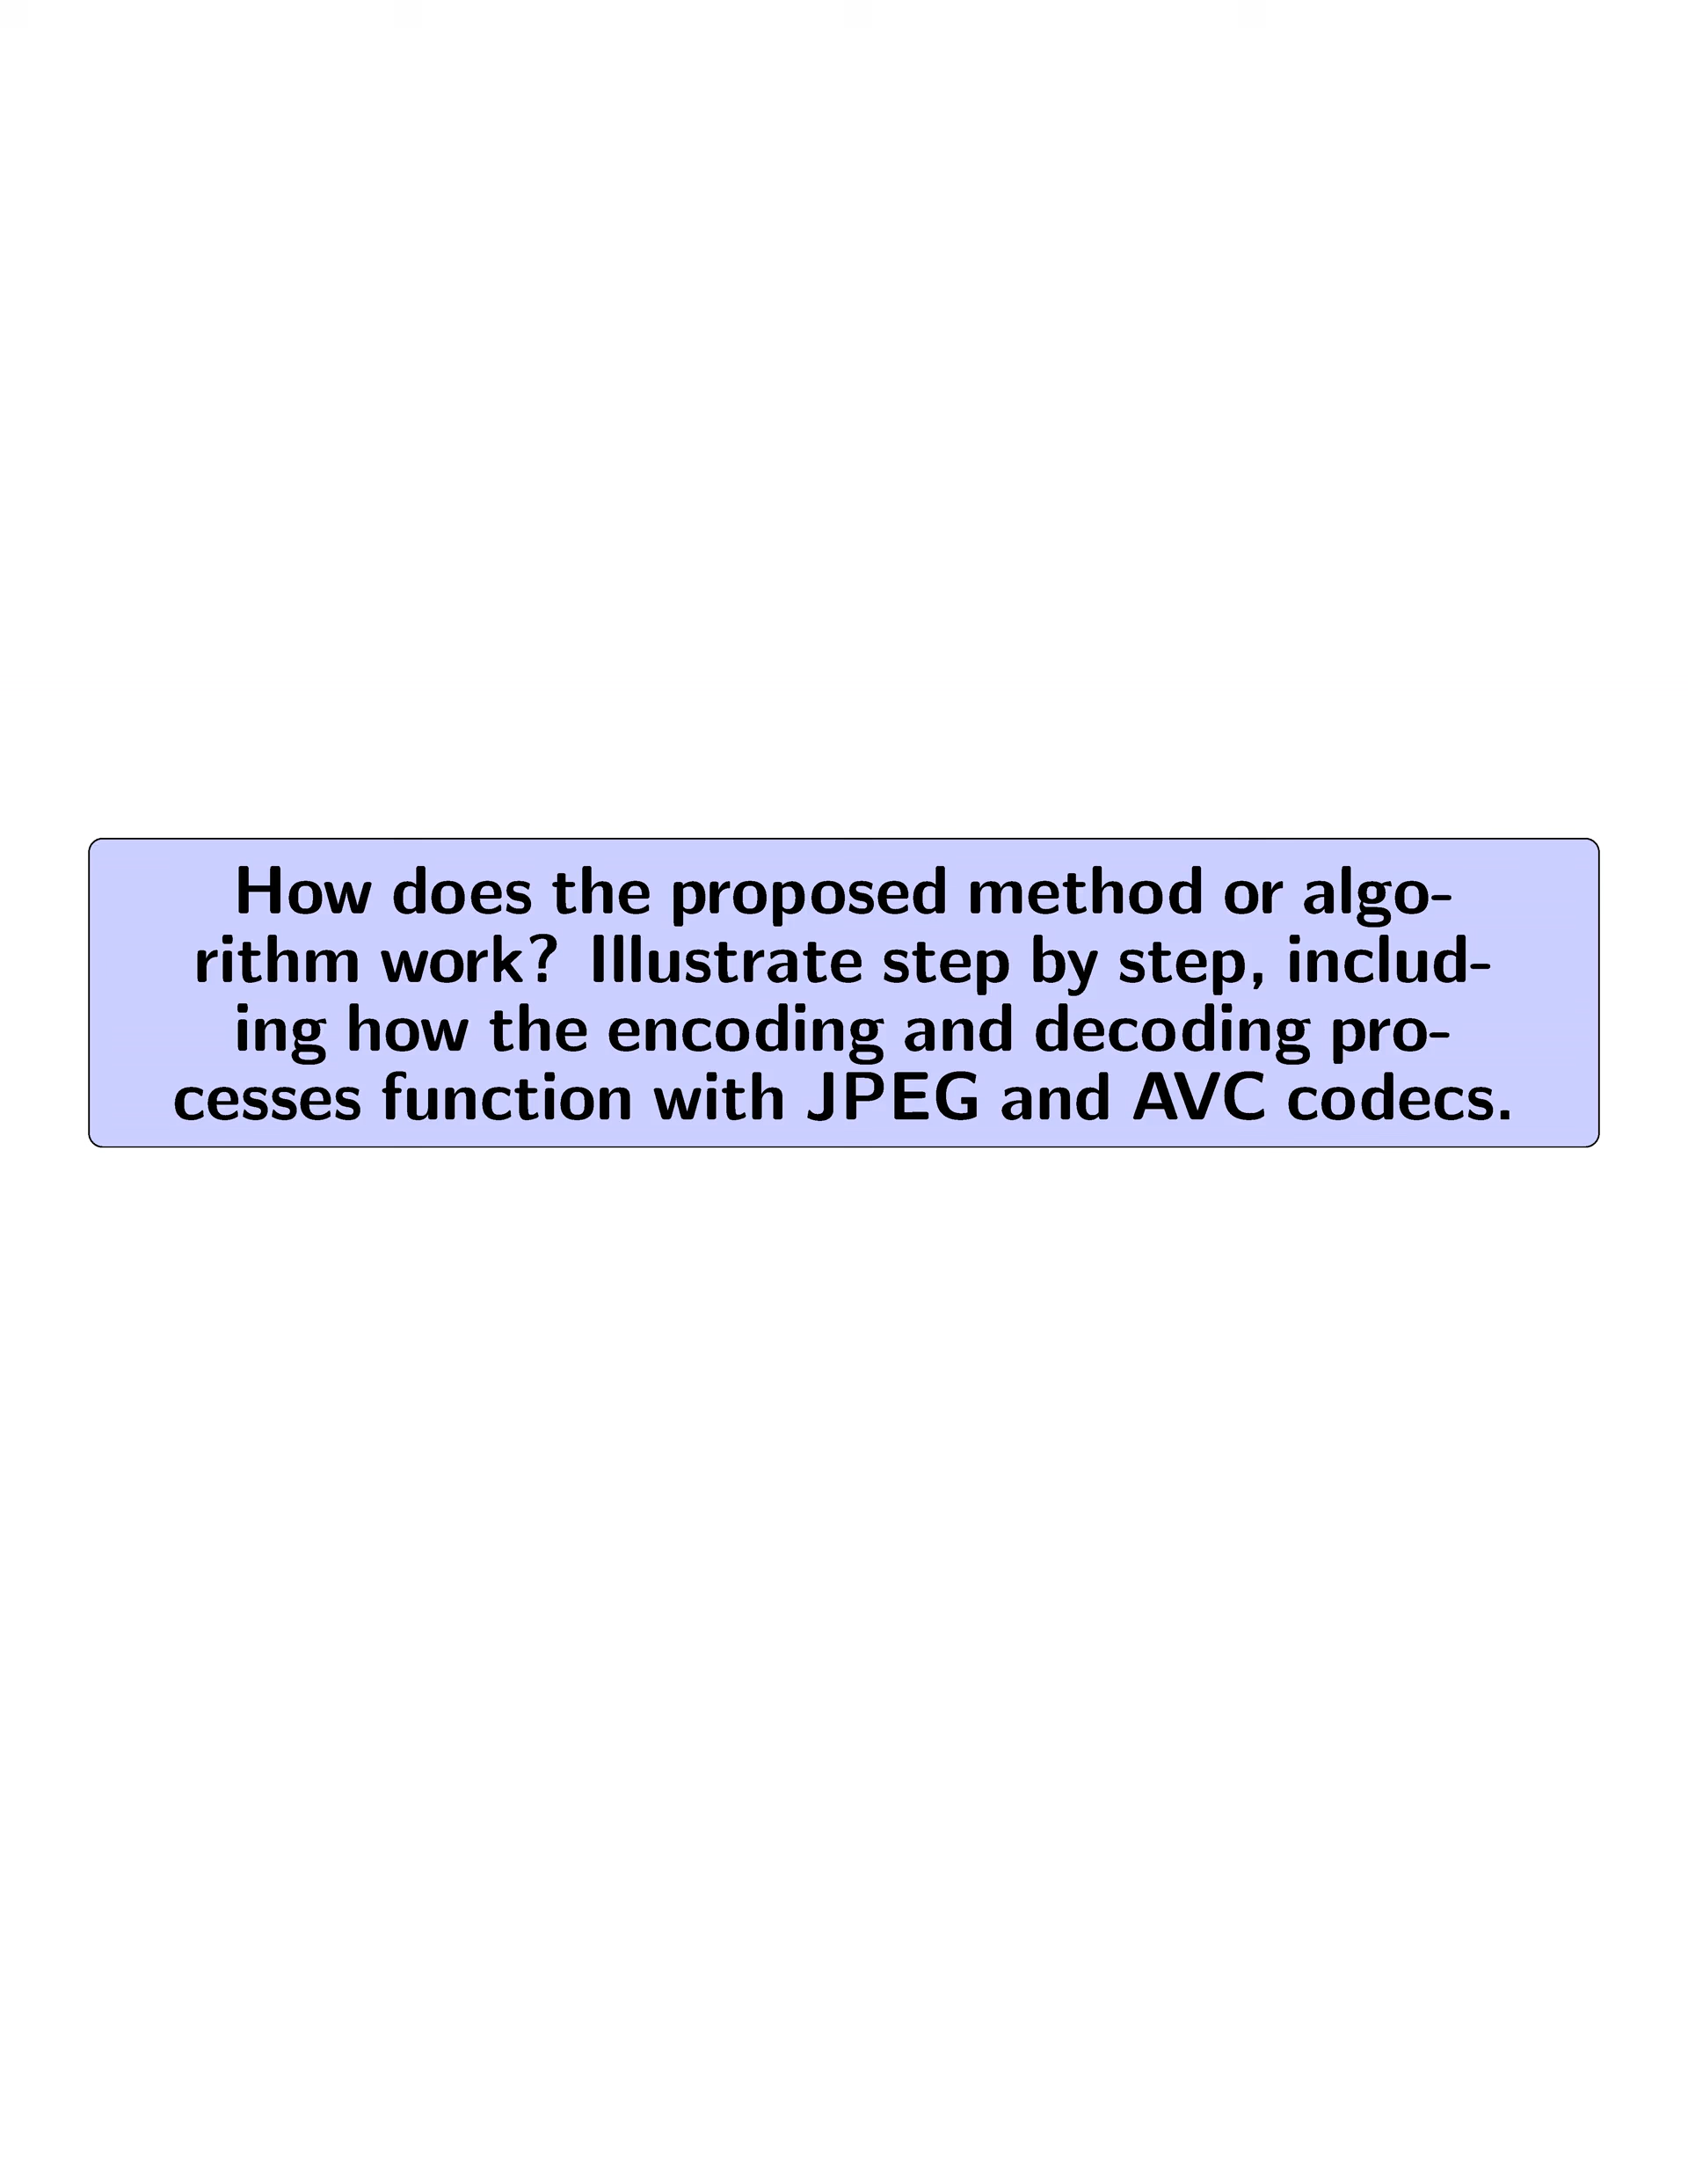 How does the proposed method or algo-
rithm work? Illustrate step by step, includ-
ing how the encoding and decoding pro-
cesses function with JPEG and AVC codecs.